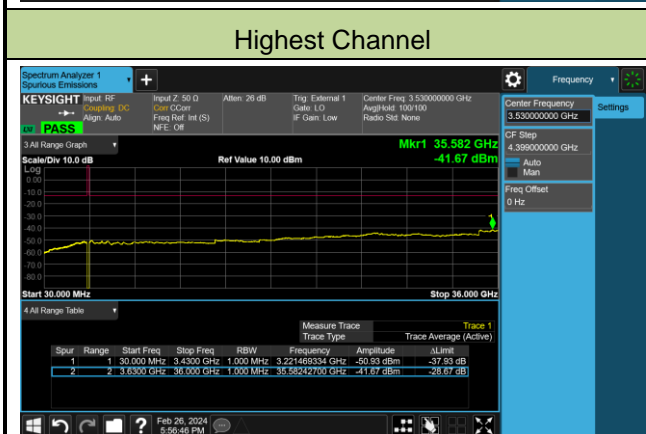 Highest Channel
Spectrum Analyzer 1
Spurious Emissions
Frequency
KEYSIGHT Input: RF Input Z: 50 Ω Atten: 26 dB Trig: External 1 Center Freq: 3.530000000 GHz
Coupling: DC Corr CCorr Gate: LO Avg|Hold: 100/100
Align: Auto Freq Ref: Int (S) IF Gain: Low Radio Std: None
NFE: Off
PASS
Center Frequency
3.530000000 GHz
Settings
CF Step
4.399000000 GHz
Auto
Man
Freq Offset
0 Hz
3 All Range Graph
Mkr1 35.582 GHz
Scale/Div 10.0 dB Ref Value 10.00 dBm -41.67 dBm
Log
0.00
-10.0
-20.0
-30.0
-40.0
-50.0
-60.0
-70.0
-80.0
1
Start 30.000 MHz Stop 36.000 GHz
4 All Range Table
Measure Trace Trace 1
Trace Type Trace Average (Active)
Spur Range Start Freq Stop Freq RBW Frequency Amplitude ΔLimit
1 1 30.000 MHz 3.4300 GHz 1.000 MHz 3.221469334 GHz -50.93 dBm -37.93 dB
2 2 3.6300 GHz 36.000 GHz 1.000 MHz 35.58242700 GHz -41.67 dBm -28.67 dB
Feb 26, 2024
5:56:46 PM